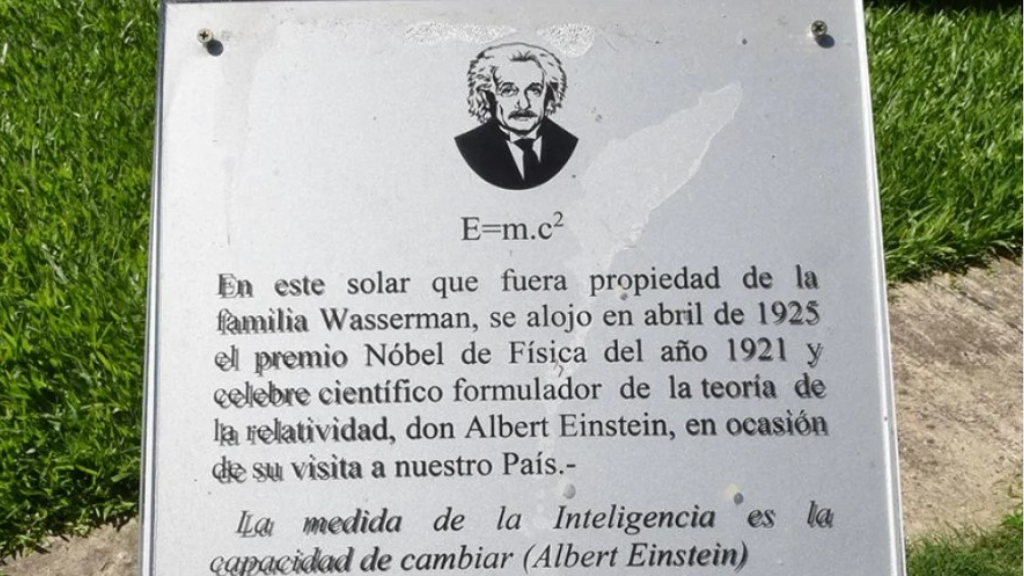 E=m.c²
En este solar que fuera propiedad de la
familia Wasserman, se alojo en abril de 1925
el premio Nóbel de Física del año 1921 y
celebre científico formulador de la teoría de
la relatividad, don Albert Einstein, en ocasión
de su visita a nuestro País.-
La medida de la Inteligencia es la
capacidad de cambiar (Albert Einstein)